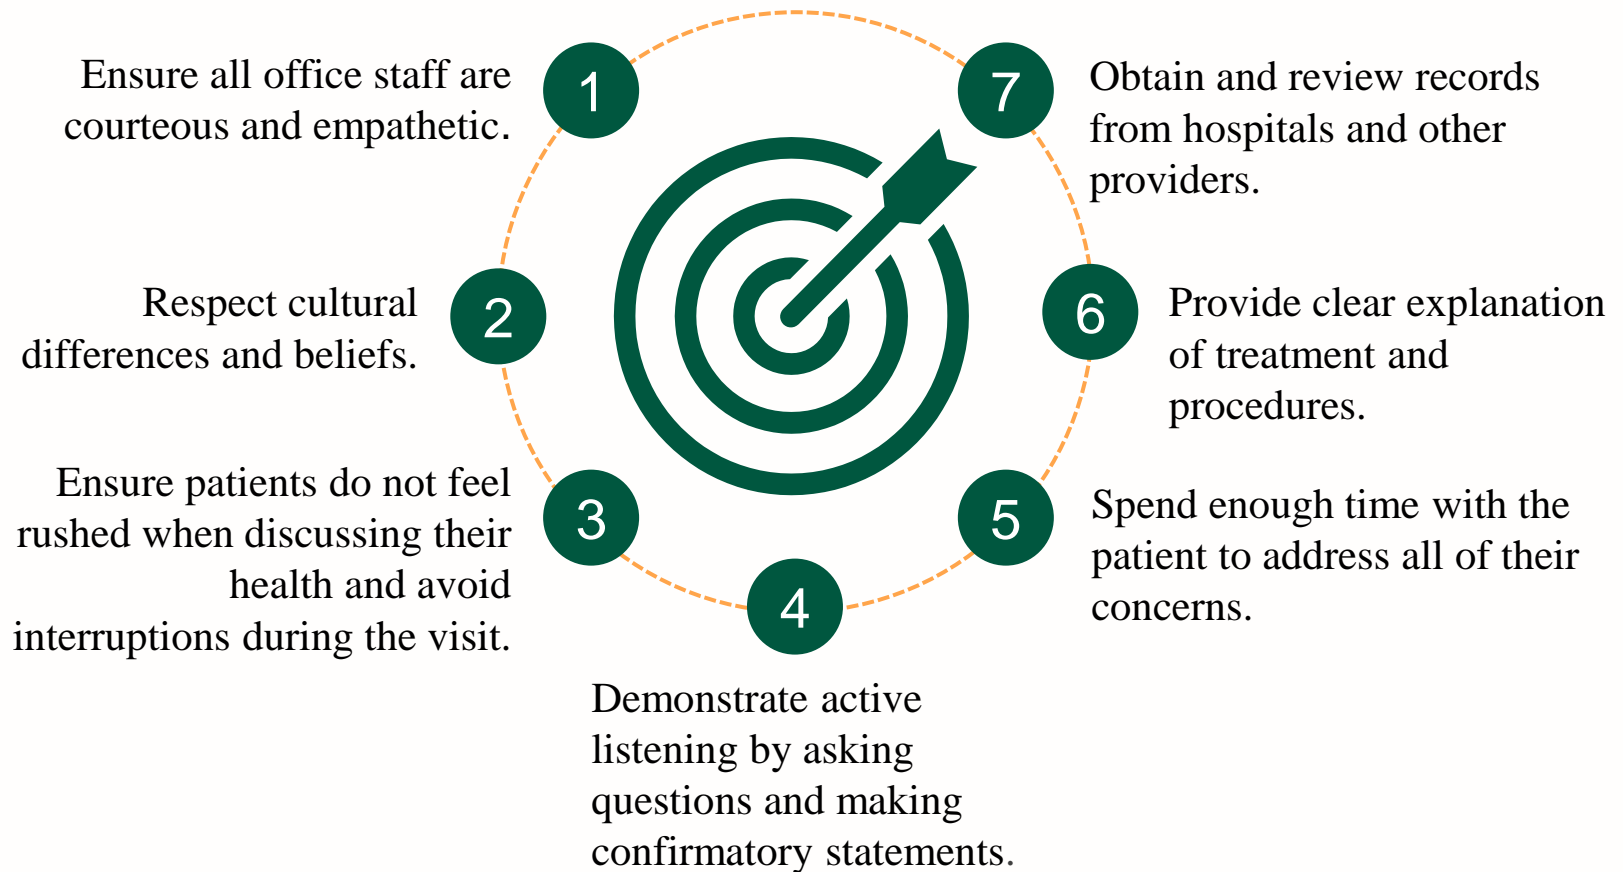 1
Ensure all office staff are
courteous and empathetic.
2
Respect cultural
differences and beliefs.
3
Ensure patients do not feel
rushed when discussing their
health and avoid
interruptions during the visit.
4
Demonstrate active
listening by asking
questions and making
confirmatory statements.
5
Spend enough time with the
patient to address all of their
concerns.
6
Provide clear explanation
of treatment and
procedures.
7
Obtain and review records
from hospitals and other
providers.